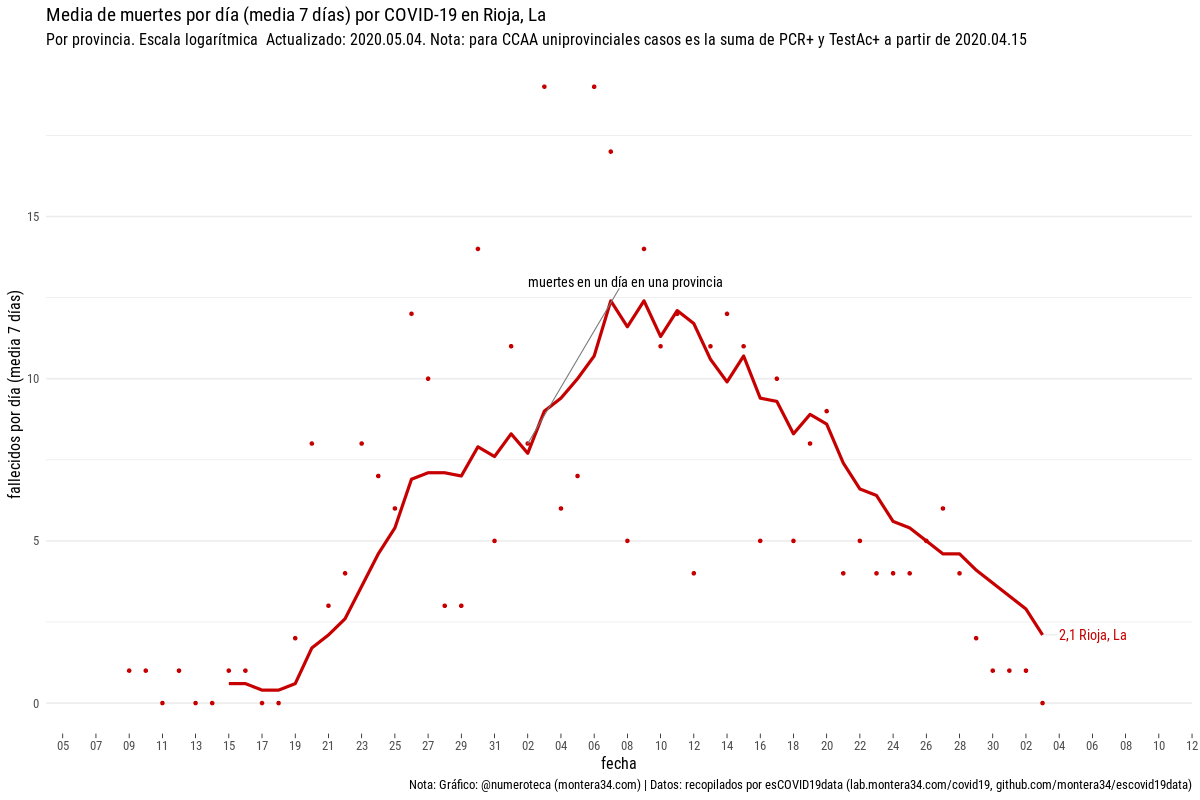 Media de muertes por día (media 7 días) por COVID-19 en Rioja, La
Por provincia. Escala logarítmica  Actualizado: 2020.05.04. Nota: para CCAA uniprovinciales casos es la suma de PCR+ y TestAc+ a partir de 2020.04.15
fallecidos por día (media 7 días)
15
10
5
0
muertes en un día en una provincia
2,1 Rioja, La
05 07 09 11 13 15 17 19 21 23 25 27 29 31 02 04 06 08 10 12 14 16 18 20 22 24 26 28 30 02 04 06 08 10 12
fecha
Nota: Gráfico: @numeroteca (montera34.com) | Datos: recopilados por esCOVID19data (lab.montera34.com/covid19, github.com/montera34/escovid19data)